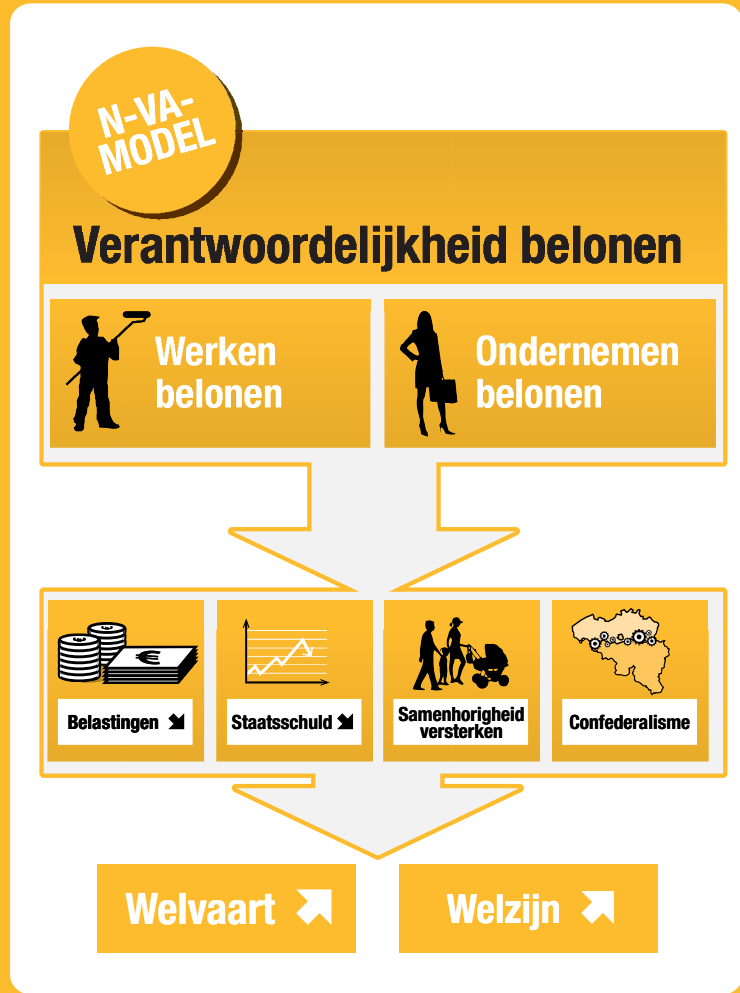 N-VA-
MODEL
Verantwoordelijkheid belonen
Werken
belonen
Ondernemen
belonen
€
€
Belastingen
Staatsschuld
Samenhorigheid
versterken
Confederalisme
Welvaart
Welzijn